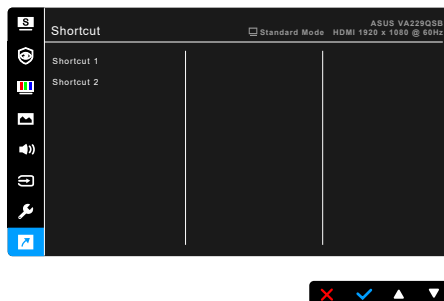 S
Shortcut
Standard Mode HDMI 1920 x 1080 @ 60Hz
ASUS VA229QSB
Shortcut 1
Shortcut 2